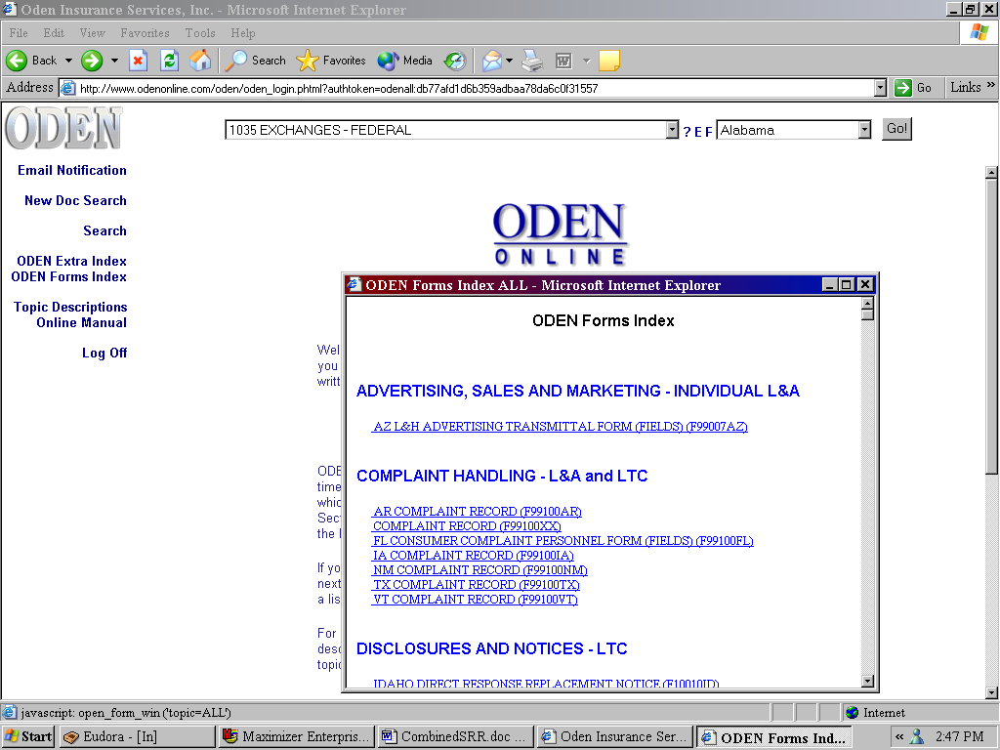 Oden Insurance Services, Inc. - Microsoft Internet Explorer
File Edit View Favorites Tools Help
Back Search Favorites Media
Address http://www.odenonline.com/oden/oden_login.phtml?authtoken=odenall:db77afd1d6b359adbaa78da6c0f31557 Go Links »
ODEN
1035 EXCHANGES - FEDERAL ? E F Alabama Go!
Email Notification
New Doc Search
Search
ODEN Extra Index
ODEN Forms Index
Topic Descriptions
Online Manual
Log Off
ODEN
ONLINE
Wel
you
writt
ODE
time
whic
Sect
the l
If yo
next
a lis
For
desc
topic
ODEN Forms Index ALL - Microsoft Internet Explorer
ODEN Forms Index
ADVERTISING, SALES AND MARKETING - INDIVIDUAL L&A
AZ L&H ADVERTISING TRANSMITTAL FORM (FIELDS) (F99007AZ)
COMPLAINT HANDLING - L&A and LTC
AR COMPLAINT RECORD (F99100AR)
COMPLAINT RECORD (F99100XX)
FL CONSUMER COMPLAINT PERSONNEL FORM (FIELDS) (F99100FL)
IA COMPLAINT RECORD (F99100IA)
NM COMPLAINT RECORD (F99100NM)
TX COMPLAINT RECORD (F99100TX)
VT COMPLAINT RECORD (F99100VT)
DISCLOSURES AND NOTICES - LTC
IDAHO DIRECT RESPONSE REPLACEMENT NOTICE (F10010ID)
javascript: open_form_win('topic=ALL') Internet
Start Eudora - [In] Maximizer Enterpris... CombinedSRR.doc ... Oden Insurance Ser... ODEN Forms Ind... « 2:47 PM